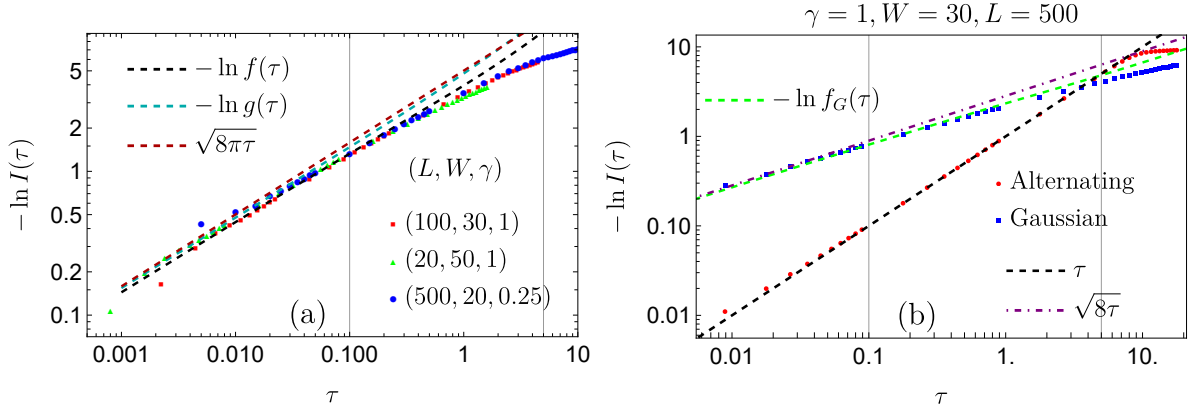 (a)
− ln f(τ)
− ln g(τ)
√8πτ
(L, W, γ)
(100, 30, 1)
(20, 50, 1)
(500, 20, 0.25)
− ln I(τ)
5
2
1
0.5
0.2
0.1
0.001
0.010
0.100
1
10
τ
γ = 1, W = 30, L = 500
(b)
− ln f_G(τ)
Alternating
Gaussian
τ
√8τ
− ln I(τ)
10
1
0.10
0.01
0.01
0.1
1.
10.
τ